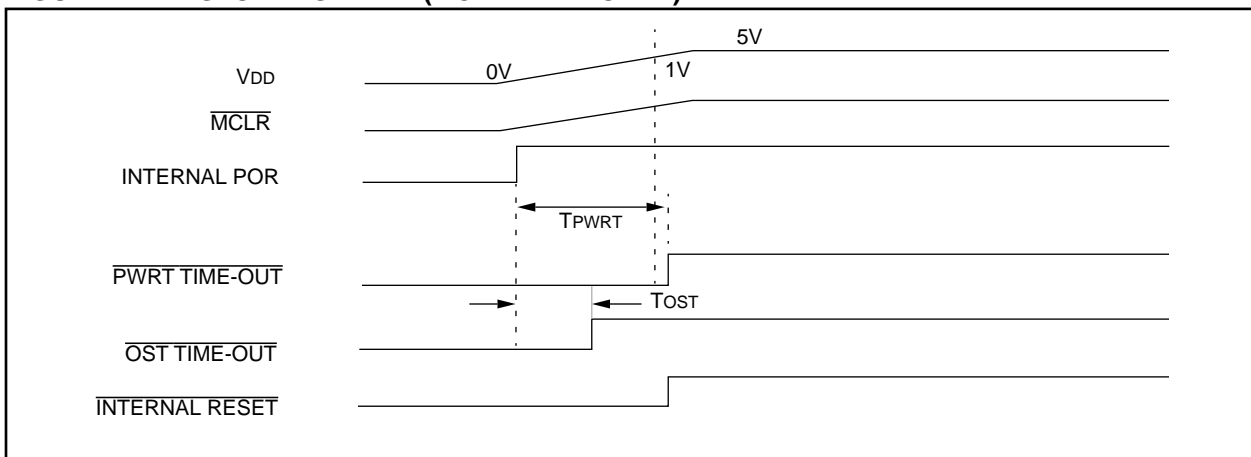 5V
VDD
0V
1V
MCLR
INTERNAL POR
TPWRT
PWRT TIME-OUT
TOST
OST TIME-OUT
INTERNAL RESET